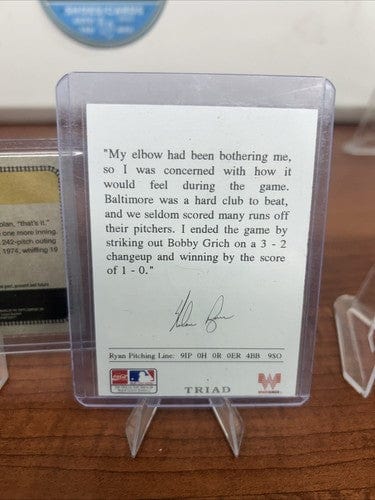 "My elbow had been bothering me,
so I was concerned with how it
would feel during the game.
Baltimore was a hard club to beat,
and we seldom scored many runs off
their pitchers. I ended the game by
striking out Bobby Grich on a 3 - 2
changeup and winning by the score
of 1 - 0."
Nolan Ryan
Ryan Pitching Line: 9IP 0H 0R 0ER 4BB 9SO
TRIAD
olan, "that's it."
one more inning.
242-pitch outing
1974, whiffing 19